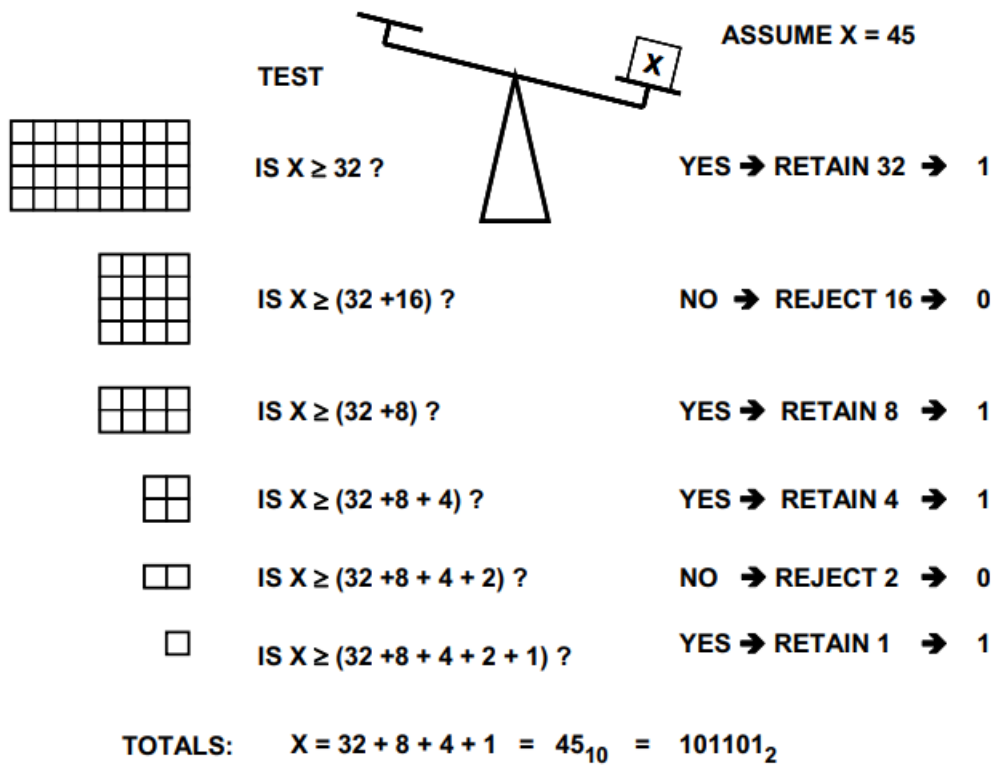 ASSUME X = 45
X
TEST
IS X ≥ 32 ? YES ➔ RETAIN 32 ➔ 1
IS X ≥ (32 +16) ? NO ➔ REJECT 16 ➔ 0
IS X ≥ (32 +8) ? YES ➔ RETAIN 8 ➔ 1
IS X ≥ (32 +8 + 4) ? YES ➔ RETAIN 4 ➔ 1
IS X ≥ (32 +8 + 4 + 2) ? NO ➔ REJECT 2 ➔ 0
IS X ≥ (32 +8 + 4 + 2 + 1) ? YES ➔ RETAIN 1 ➔ 1
TOTALS: X = 32 + 8 + 4 + 1 = 45₁₀ = 101101₂